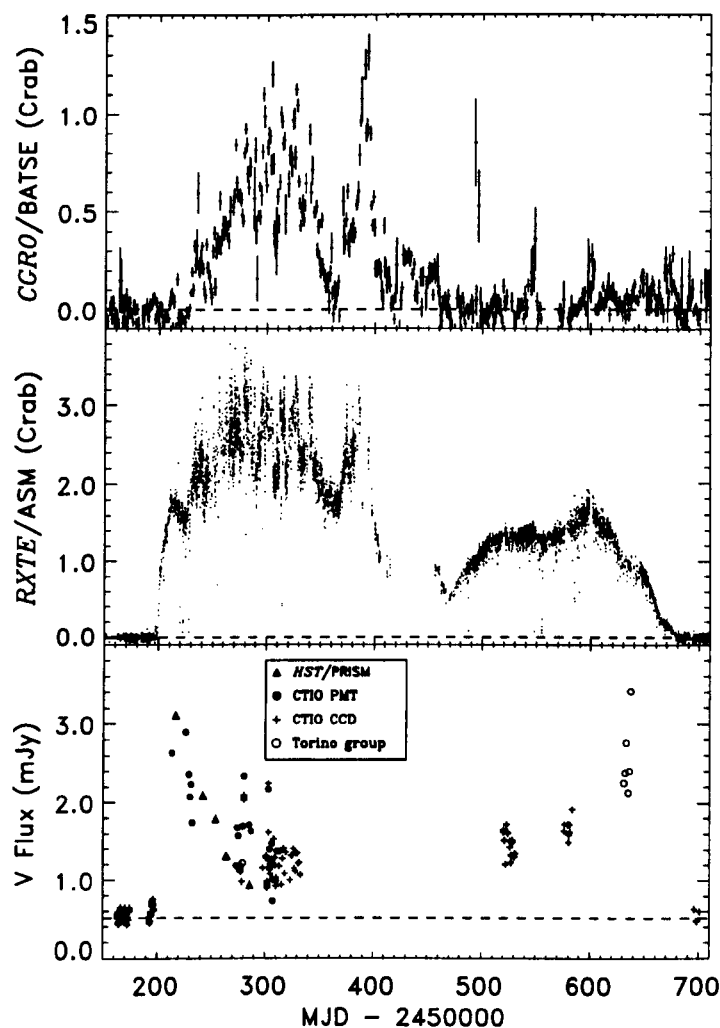 1.5
1.0
0.5
0.0
CGRO/BATSE (Crab)
3.0
2.0
1.0
0.0
RXTE/ASM (Crab)
HST/PRISM
CTIO PMT
CTIO CCD
Torino group
3.0
2.0
1.0
0.0
V Flux (mJy)
200 300 400 500 600 700
MJD - 2450000